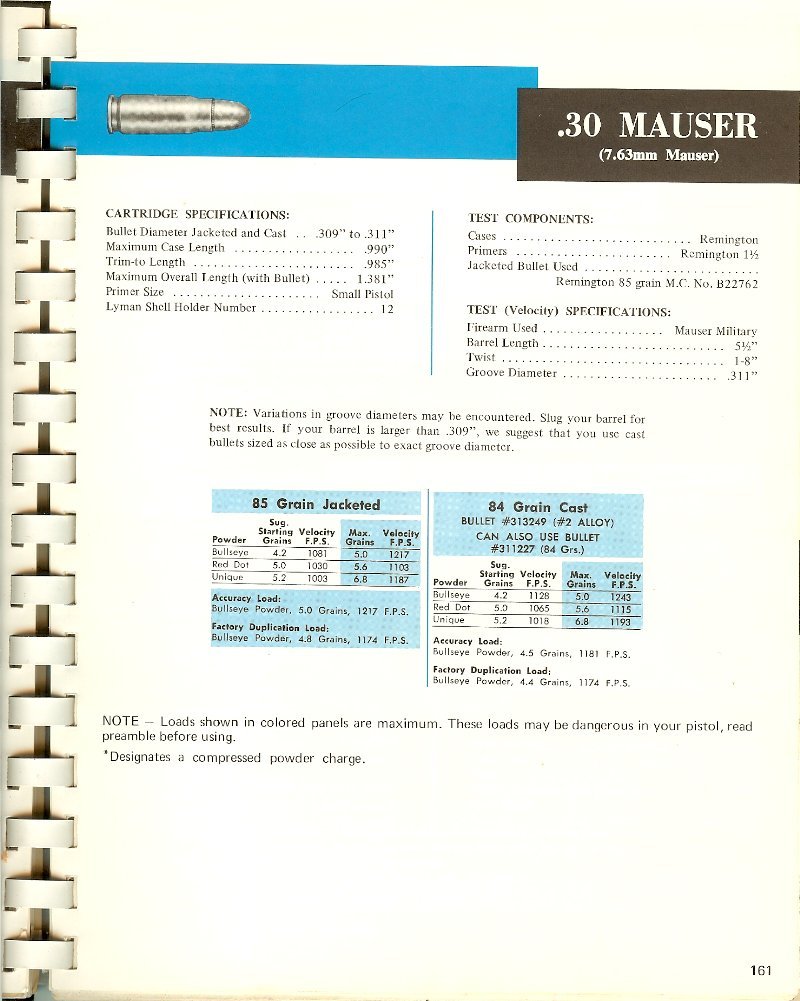 .30 MAUSER
(7.63mm Mauser)
CARTRIDGE SPECIFICATIONS:
Bullet Diameter Jacketed and Cast .. .309" to .311"
Maximum Case Length .................. .990"
Trim-to Length ........................ .985"
Maximum Overall Length (with Bullet) ..... 1.381"
Primer Size ...................... Small Pistol
Lyman Shell Holder Number ................. 12
TEST COMPONENTS:
Cases ............................ Remington
Primers ....................... Remington 1½
Jacketed Bullet Used ..........................
Remington 85 grain M.C. No. B22762
TEST (Velocity) SPECIFICATIONS:
Firearm Used .................. Mauser Military
Barrel Length ........................... 5½"
Twist ................................. 1-8"
Groove Diameter ....................... .311"
NOTE: Variations in groove diameters may be encountered. Slug your barrel for
best results. If your barrel is larger than .309", we suggest that you use cast
bullets sized as close as possible to exact groove diameter.
85 Grain Jacketed
Powder Sug. Starting Grains Velocity F.P.S. Max. Grains Velocity F.P.S.
Bullseye 4.2 1081 5.0 1217
Red Dot 5.0 1030 5.6 1103
Unique 5.2 1003 6.8 1187
Accuracy Load:
Bullseye Powder, 5.0 Grains, 1217 F.P.S.
Factory Duplication Load:
Bullseye Powder, 4.8 Grains, 1174 F.P.S.
84 Grain Cast
BULLET #313249 (#2 ALLOY)
CAN ALSO USE BULLET
#311227 (84 Grs.)
Powder Sug. Starting Grains Velocity F.P.S. Max. Grains Velocity F.P.S.
Bullseye 4.2 1128 5.0 1243
Red Dot 5.0 1065 5.6 1115
Unique 5.2 1018 6.8 1193
Accuracy Load:
Bullseye Powder, 4.5 Grains, 1181 F.P.S.
Factory Duplication Load:
Bullseye Powder, 4.4 Grains, 1174 F.P.S.
NOTE — Loads shown in colored panels are maximum. These loads may be dangerous in your pistol, read
preamble before using.
*Designates a compressed powder charge.
161